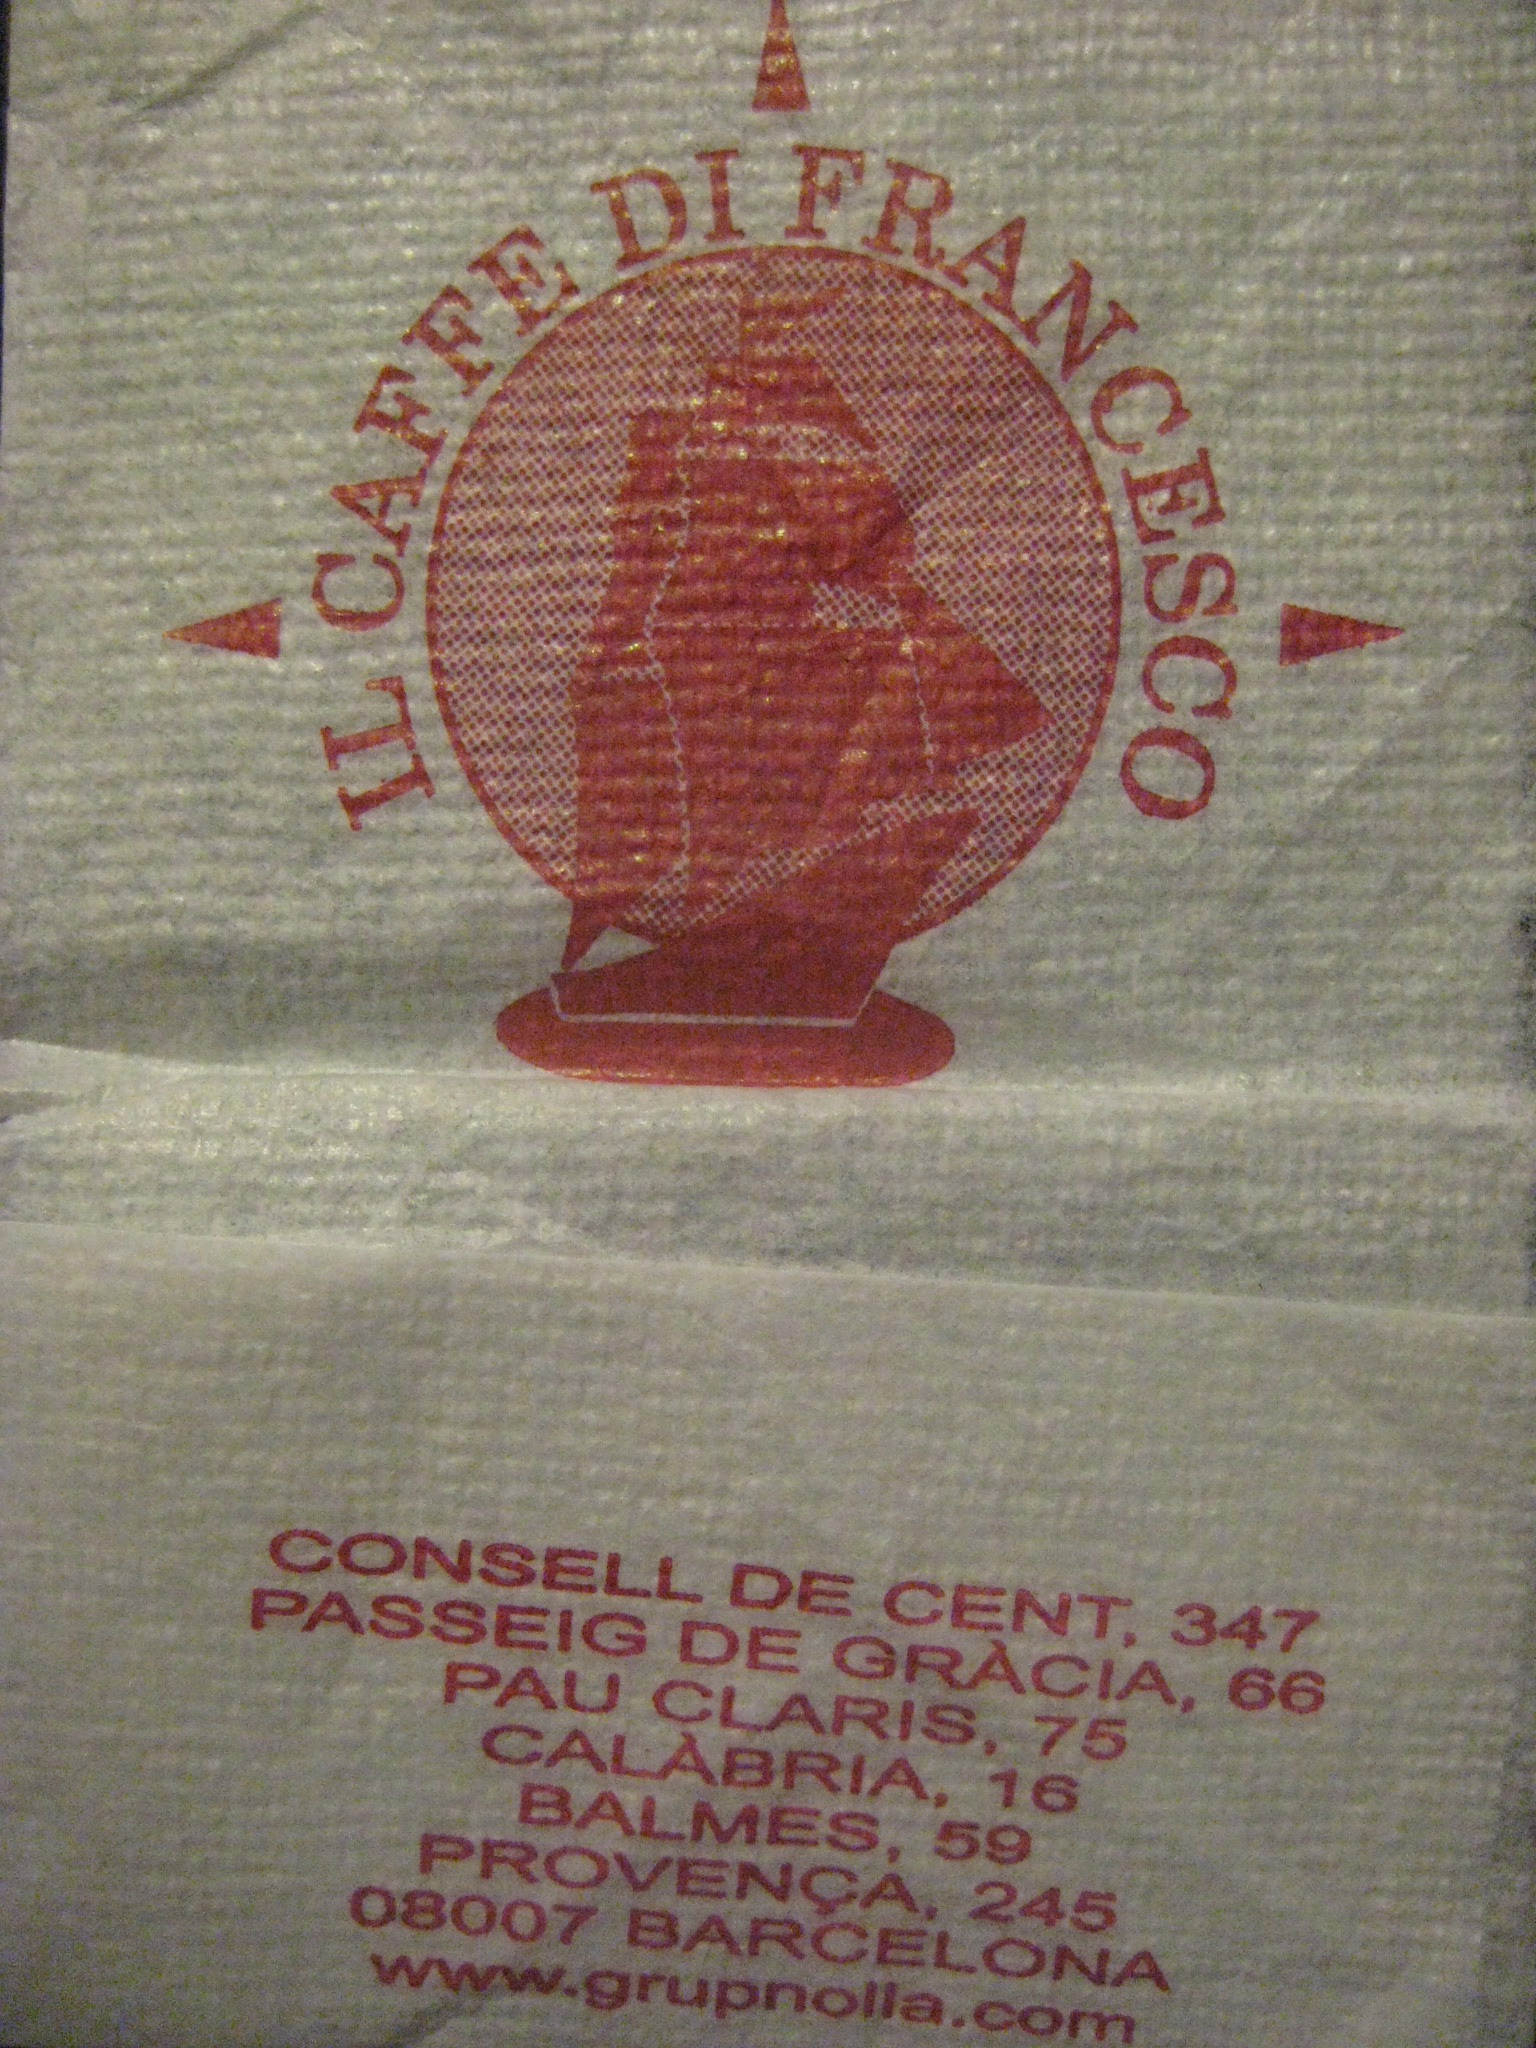 IL CAFFE DI FRANCESCO
CONSELL DE CENT, 347
PASSEIG DE GRÀCIA, 66
PAU CLARIS, 75
CALÀBRIA, 16
BALMES, 59
PROVENÇA, 245
08007 BARCELONA
www.grupnolla.com